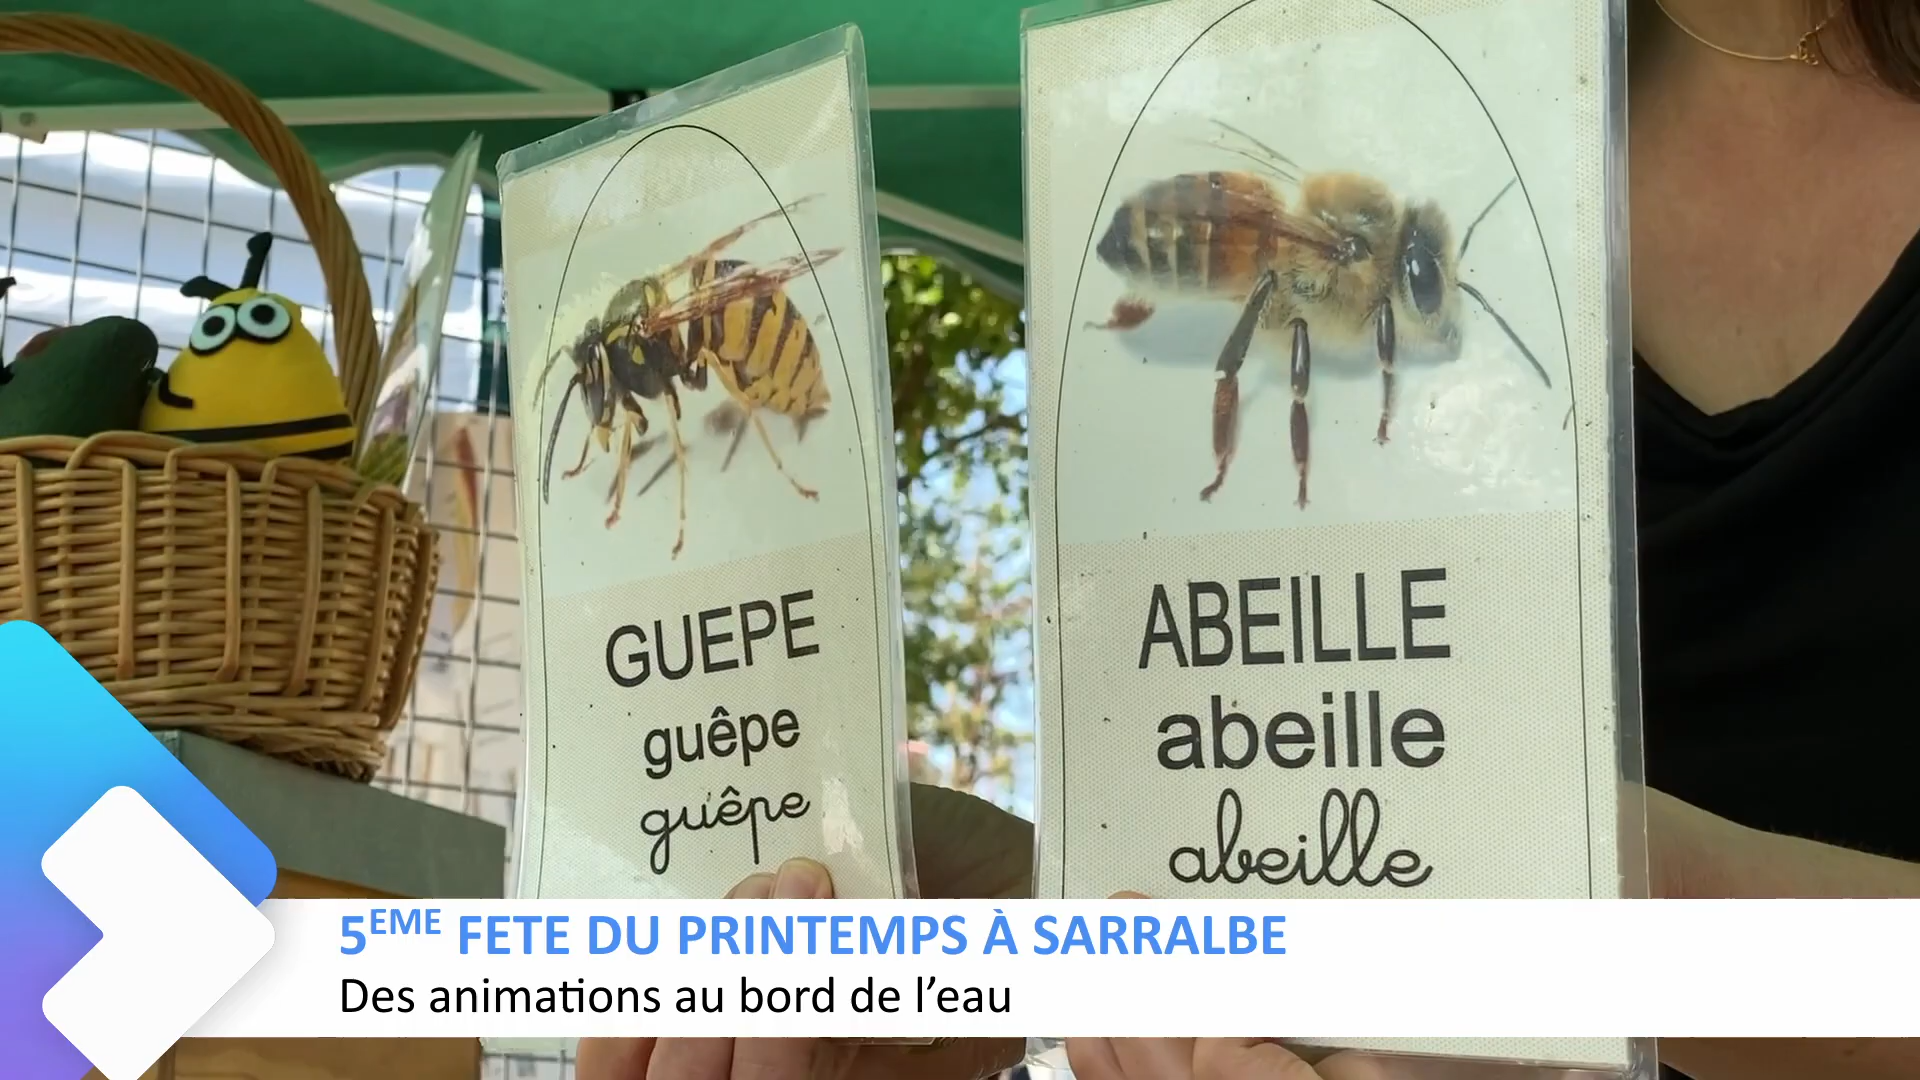 GUEPE
guêpe
guêpe
ABEILLE
abeille
abeille
5EME FETE DU PRINTEMPS À SARRALBE
Des animations au bord de l’eau